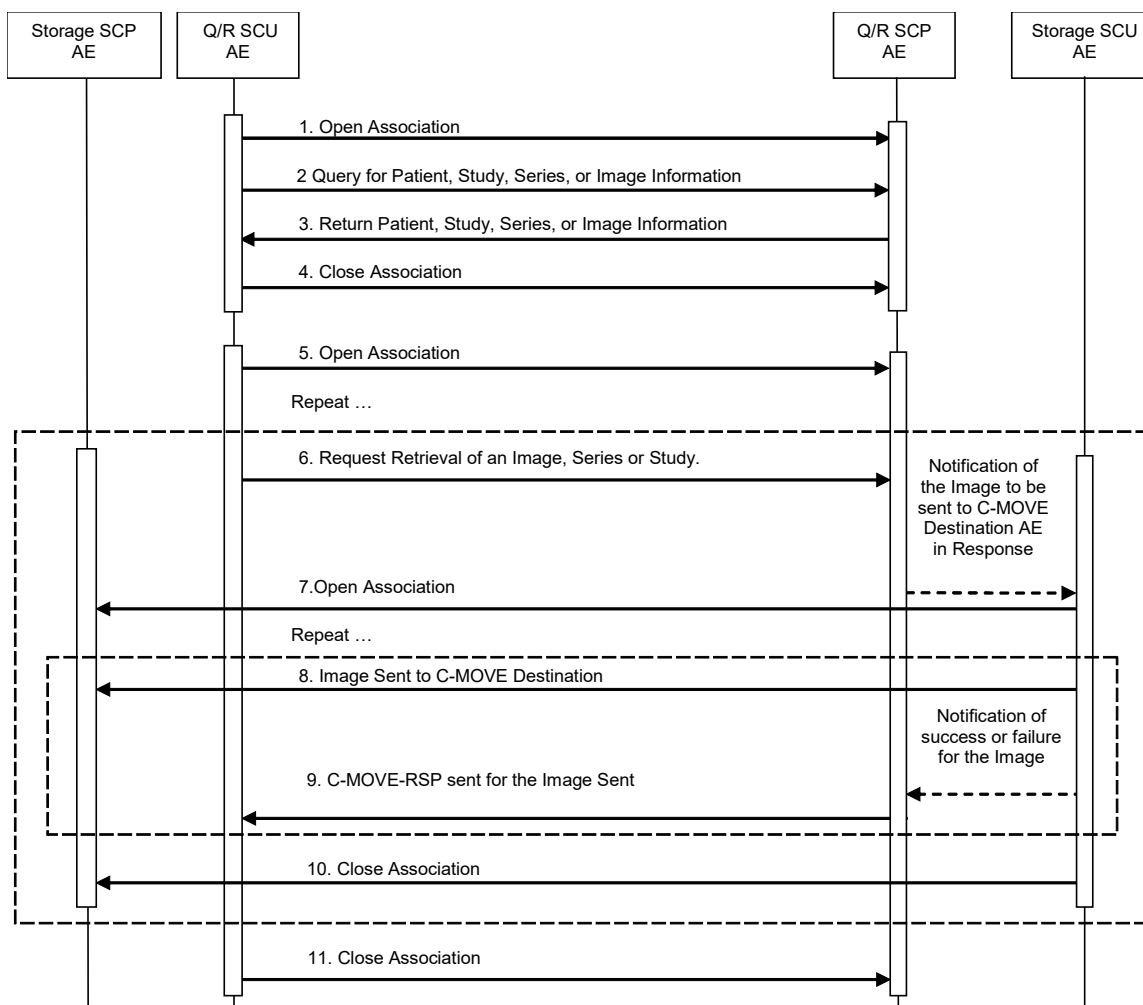 Storage SCP
AE
Q/R SCU
AE
Q/R SCP
AE
Storage SCU
AE
1. Open Association
2 Query for Patient, Study, Series, or Image Information
3. Return Patient, Study, Series, or Image Information
4. Close Association
5. Open Association
Repeat …
6. Request Retrieval of an Image, Series or Study.
Notification of
the Image to be
sent to C-MOVE
Destination AE
in Response
7.Open Association
Repeat …
8. Image Sent to C-MOVE Destination
Notification of
success or failure
for the Image
9. C-MOVE-RSP sent for the Image Sent
10. Close Association
11. Close Association